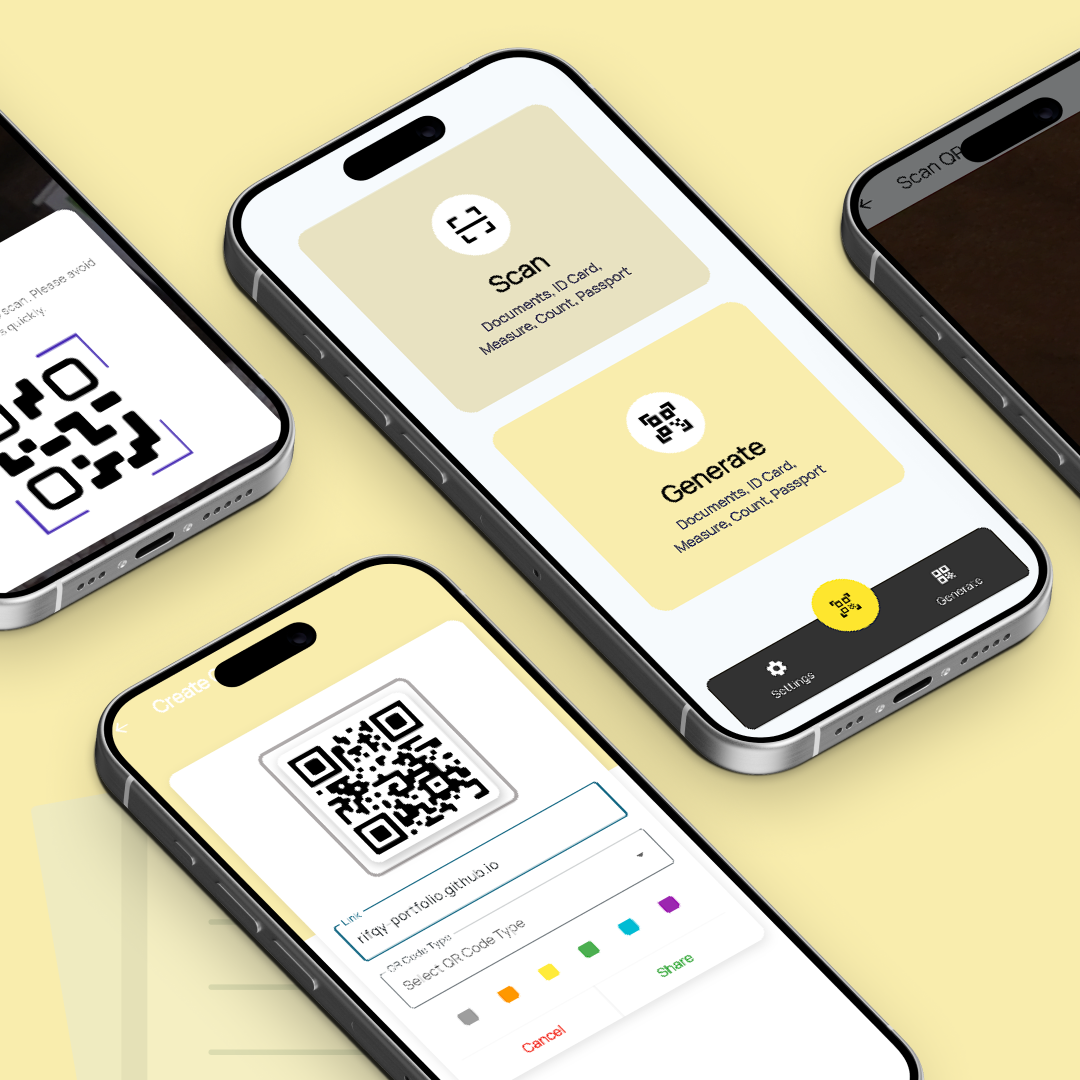 scan. Please avoid
s quickly.
Scan
Documents, ID Card,
Measure, Count, Passport
Generate
Documents, ID Card,
Measure, Count, Passport
Settings
Generate
Scan QR
Create
Link
rifqy-portfolio.github.io
QR Code Type
Select QR Code Type
Cancel
Share